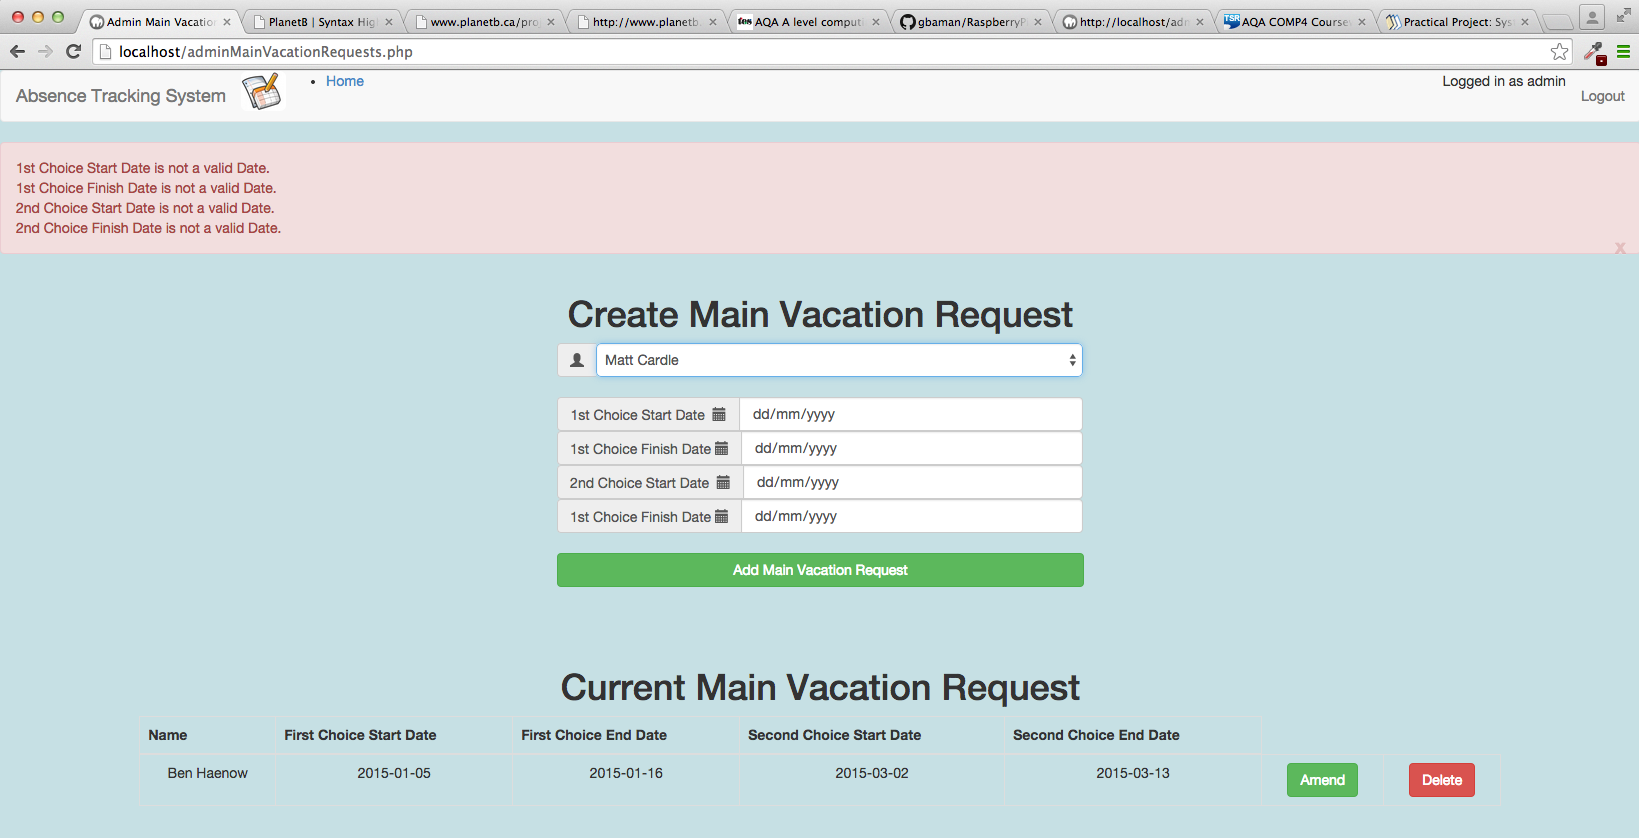 Admin Main Vacation
PlanetB | Syntax Hig
www.planetb.ca/proj
http://www.planetb.
tes AQA A level computi
gbaman/RaspberryP
http://localhost/adm
TSR AQA COMP4 Coursew
Practical Project: Sys
localhost/adminMainVacationRequests.php
Absence Tracking System
• Home
Logged in as admin
Logout
1st Choice Start Date is not a valid Date.
1st Choice Finish Date is not a valid Date.
2nd Choice Start Date is not a valid Date.
2nd Choice Finish Date is not a valid Date.
x
Create Main Vacation Request
Matt Cardle
1st Choice Start Date dd/mm/yyyy
1st Choice Finish Date dd/mm/yyyy
2nd Choice Start Date dd/mm/yyyy
1st Choice Finish Date dd/mm/yyyy
Add Main Vacation Request
Current Main Vacation Request
Name First Choice Start Date First Choice End Date Second Choice Start Date Second Choice End Date
Ben Haenow 2015-01-05 2015-01-16 2015-03-02 2015-03-13 Amend Delete